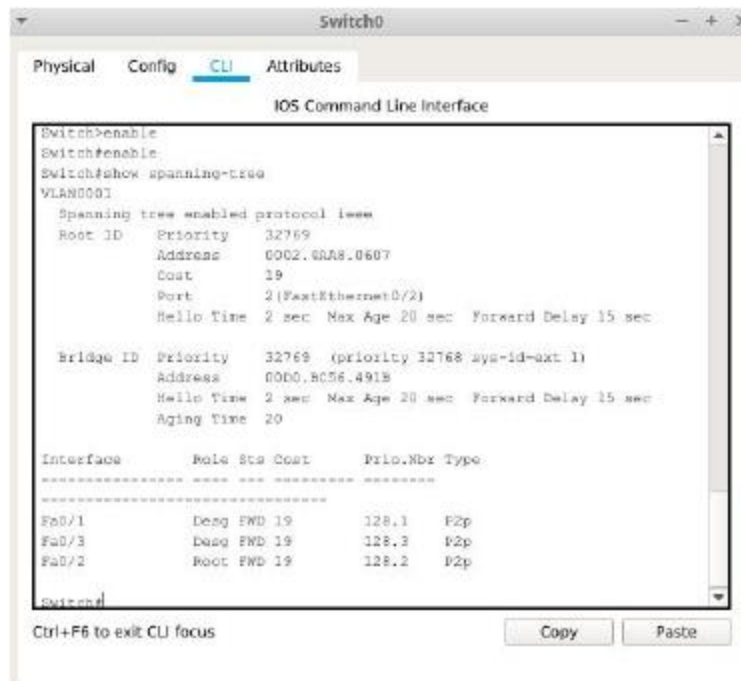 Switch0
Physical Config CLI Attributes
IOS Command Line Interface
Switch>enable
Switch#enable
Switch#show spanning-tree
VLAN0001
Spanning tree enabled protocol ieee
Root ID Priority 32769
Address
Cost 19
Port 2(FastEthernet0/2)
Hello Time 2 sec Max Age 20 sec Forward Delay 15 sec
Bridge ID Priority 32769 (priority 32768 sys-id-ext 1)
Address 00D0.BC56.491B
Hello Time 2 sec Max Age 20 sec Forward Delay 15 sec
Aging Time 20
Interface Role Sts Cost Prio.Nbr Type
---------------- ---- --- --------- --------
--------------------------------
Fa0/1 Desg FWD 19 128.1 P2p
Fa0/3 Desg FWD 19 128.3 P2p
Fa0/2 Root FWD 19 128.2 P2p
Switch#
Ctrl+F6 to exit CLI focus
Copy Paste